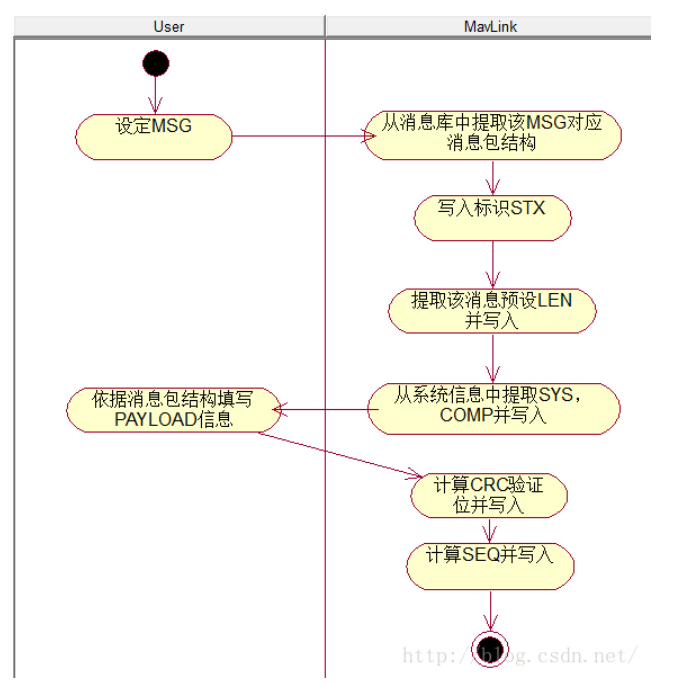 User
MavLink
设定MSG
从消息库中提取该MSG对应
消息包结构
写入标识STX
提取该消息预设LEN
并写入
从系统信息中提取SYS，
COMP并写入
依据消息包结构填写
PAYLOAD信息
计算CRC验证
位并写入
计算SEQ并写入
http://blog.csdn.net/